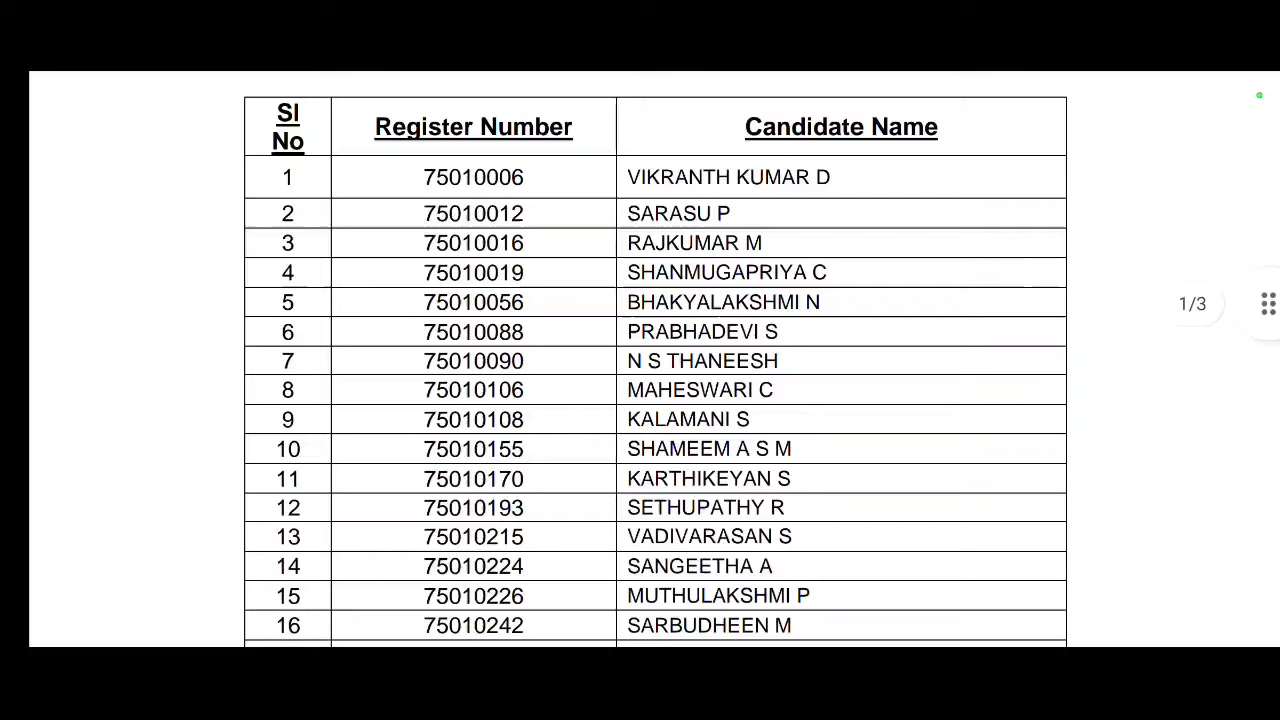 Sl No Register Number Candidate Name
1 75010006 VIKRANTH KUMAR D
2 75010012 SARASU P
3 75010016 RAJKUMAR M
4 75010019 SHANMUGAPRIYA C
5 75010056 BHAKYALAKSHMI N
6 75010088 PRABHADEVI S
7 75010090 N S THANEESH
8 75010106 MAHESWARI C
9 75010108 KALAMANI S
10 75010155 SHAMEEM A S M
11 75010170 KARTHIKEYAN S
12 75010193 SETHUPATHY R
13 75010215 VADIVARASAN S
14 75010224 SANGEETHA A
15 75010226 MUTHULAKSHMI P
16 75010242 SARBUDHEEN M
1/3